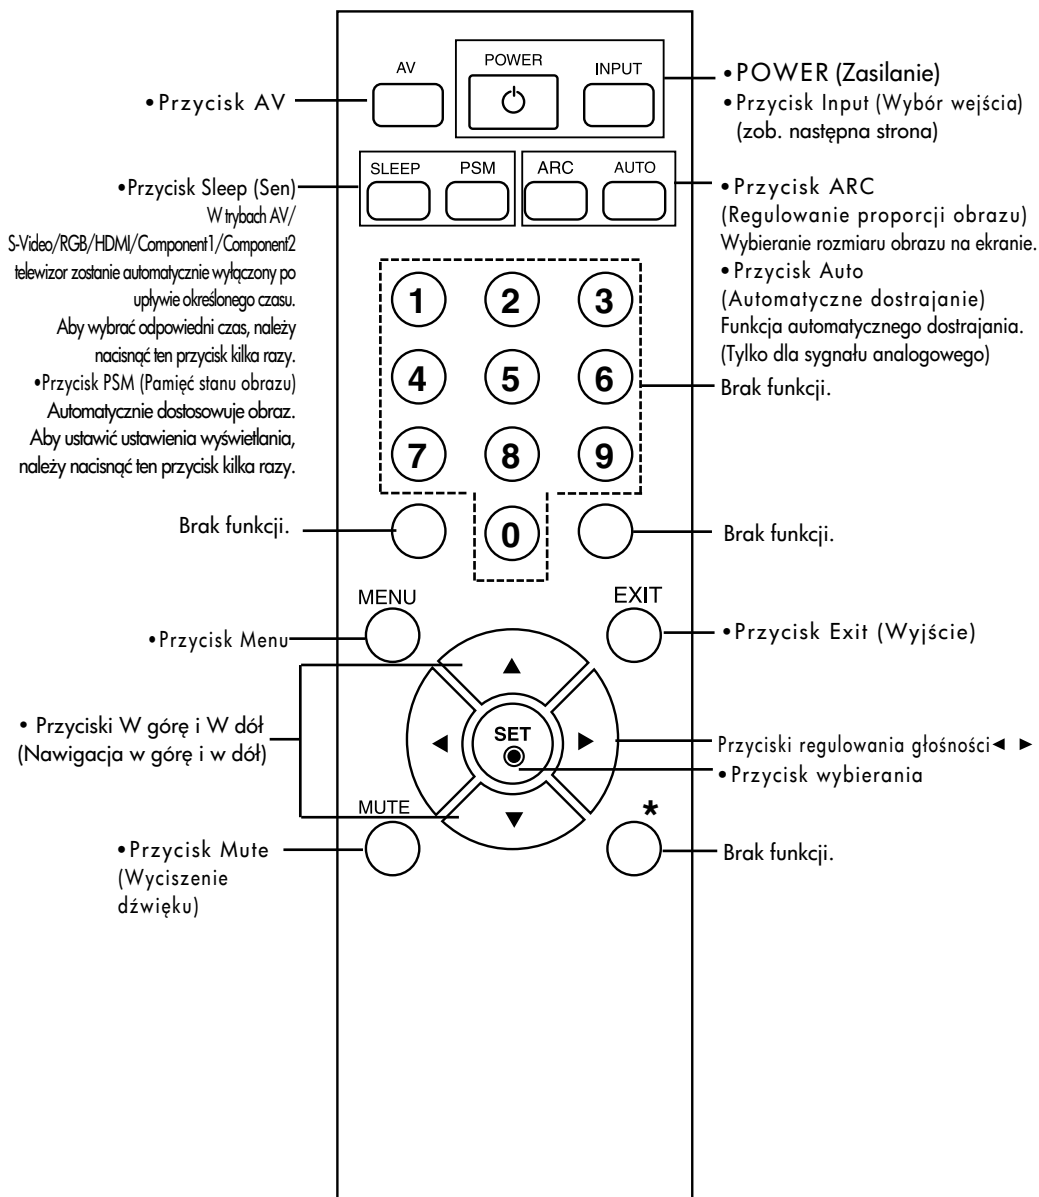 AV
POWER
INPUT
•Przycisk AV
•POWER (Zasilanie)
•Przycisk Input (Wybór wejścia)
(zob. następna strona)
SLEEP
PSM
ARC
AUTO
•Przycisk Sleep (Sen)
W trybach AV/
S-Video/RGB/HDMI/Component1/Component2
telewizor zostanie automatycznie wyłączony po
upływie określonego czasu.
Aby wybrać odpowiedni czas, należy
nacisnąć ten przycisk kilka razy.
•Przycisk PSM (Pamięć stanu obrazu)
Automatycznie dostosowuje obraz.
Aby ustawić ustawienia wyświetlania,
należy nacisnąć ten przycisk kilka razy.
•Przycisk ARC
(Regulowanie proporcji obrazu)
Wybieranie rozmiaru obrazu na ekranie.
•Przycisk Auto
(Automatyczne dostrajanie)
Funkcja automatycznego dostrajania.
(Tylko dla sygnału analogowego)
Brak funkcji.
1 2 3
4 5 6
7 8 9
0
Brak funkcji.
Brak funkcji.
MENU
EXIT
•Przycisk Menu
•Przycisk Exit (Wyjście)
• Przyciski W górę i W dół
(Nawigacja w górę i w dół)
▲
◄ SET ►
▼
Przyciski regulowania głośności◄ ►
•Przycisk wybierania
MUTE
*
•Przycisk Mute
(Wyciszenie
dźwięku)
Brak funkcji.